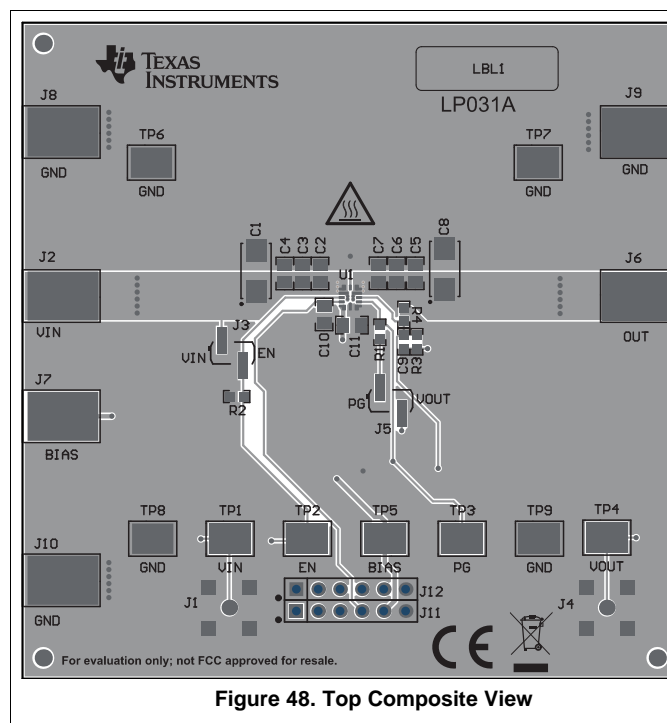 TEXAS
INSTRUMENTS
LBL1
LP031A
J8
GND
TP6
GND
TP7
GND
J9
GND
C1
C4
C3
C2
C7
C6
C5
C8
U1
J2
VIN
J6
OUT
J3
VIN
EN
C10
C11
R1
R4
C9
R3
R2
PG
VOUT
J5
J7
BIAS
TP8
GND
TP1
VIN
TP2
EN
TP5
BIAS
TP3
PG
TP9
GND
TP4
VOUT
J10
GND
J1
J12
J11
J4
CE
For evaluation only; not FCC approved for resale.
Figure 48. Top Composite View